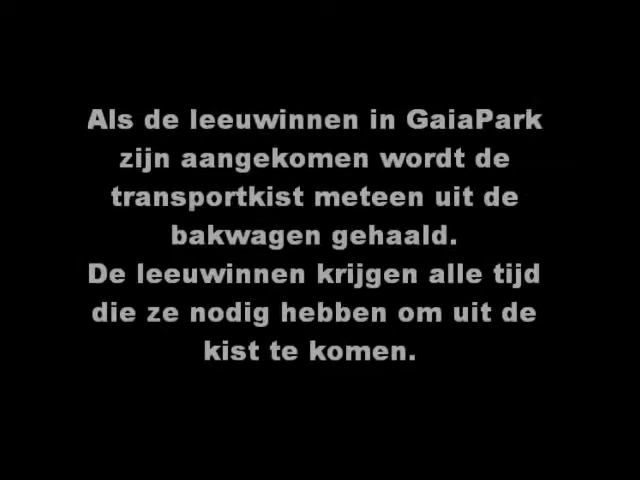 Als de leeuwinnen in GaiaPark
zijn aangekomen wordt de
transportkist meteen uit de
bakwagen gehaald.
De leeuwinnen krijgen alle tijd
die ze nodig hebben om uit de
kist te komen.